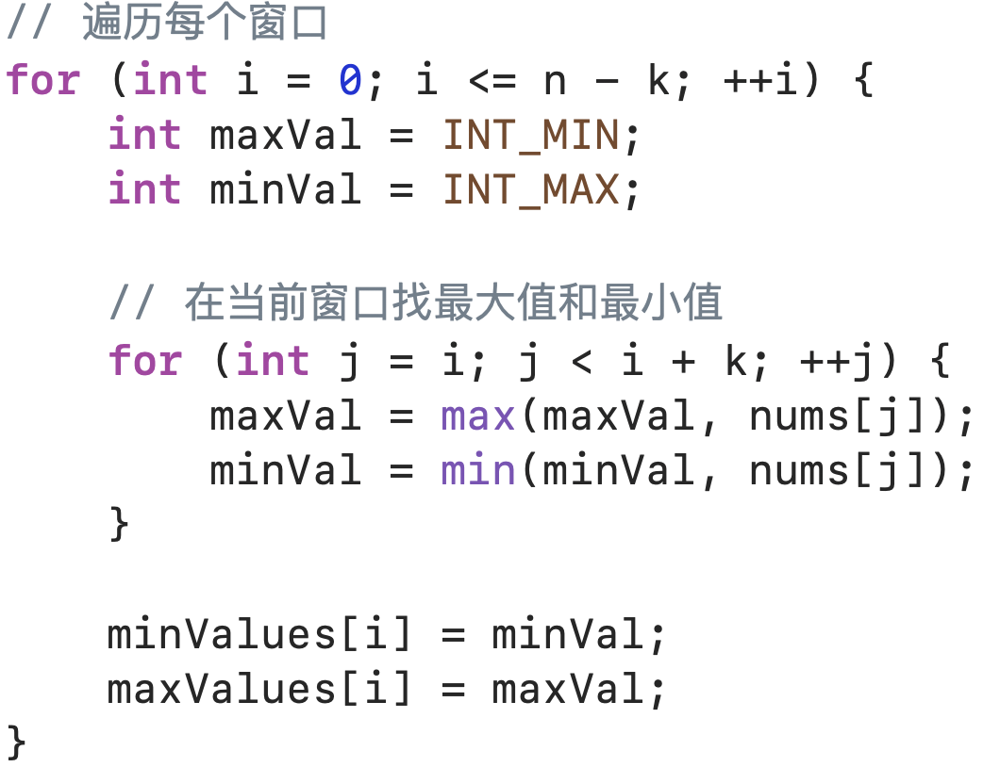 // 遍历每个窗口
for (int i = 0; i <= n - k; ++i) {
    int maxVal = INT_MIN;
    int minVal = INT_MAX;

    // 在当前窗口找最大值和最小值
    for (int j = i; j < i + k; ++j) {
        maxVal = max(maxVal, nums[j]);
        minVal = min(minVal, nums[j]);
    }

    minValues[i] = minVal;
    maxValues[i] = maxVal;
}